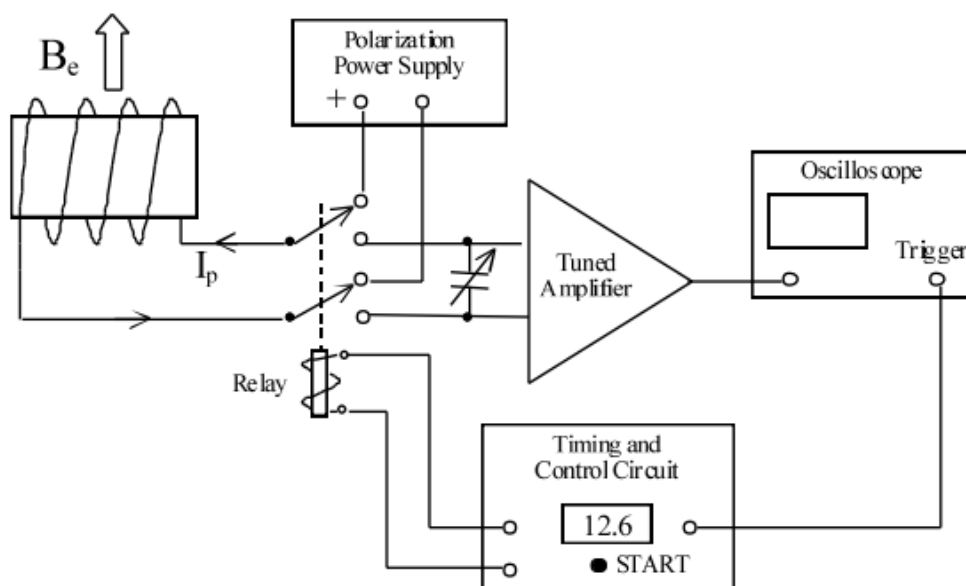 Polarization
Power Supply
+
Be
Oscilloscope
Trigger
Tuned
Amplifier
Ip
Relay
Timing and
Control Circuit
12.6
START